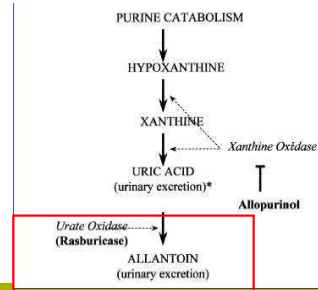 PURINE CATABOLISM
HYPOXANTHINE
XANTHINE
Xanthine Oxidase
URIC ACID
(urinary excretion)*
Allopurinol
Urate Oxidase
(Rasburicase)
ALLANTOIN
(urinary excretion)